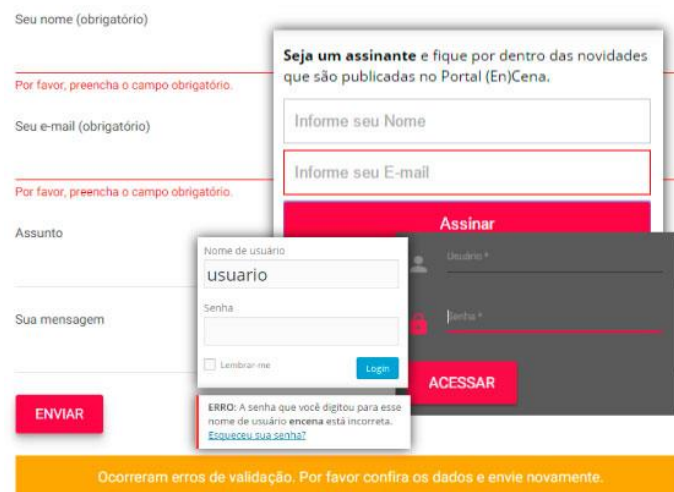 Seu nome (obrigatório)
Por favor, preencha o campo obrigatório.
Seu e-mail (obrigatório)
Por favor, preencha o campo obrigatório.
Assunto
Sua mensagem
ENVIAR
Seja um assinante e fique por dentro das novidades
que são publicadas no Portal (En)Cena.
Informe seu Nome
Informe seu E-mail
Assinar
Nome de usuário
usuario
Senha
Lembrar-me
Login
ERRO: A senha que você digitou para esse
nome de usuário encena está incorreta.
Esqueceu sua senha?
Usuário *
Senha *
ACESSAR
Ocorreram erros de validação. Por favor confira os dados e envie novamente.